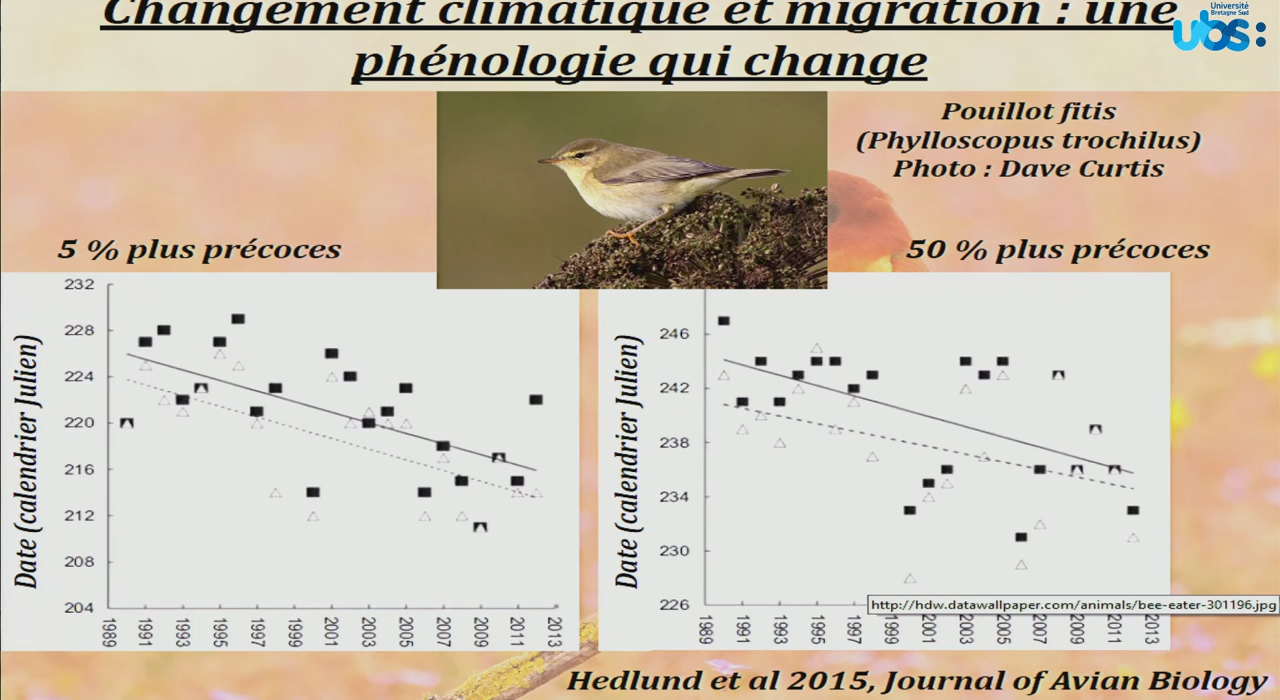 Changement climatique et migration : une
phénologie qui change
Université
Bretagne Sud
ubs:
Pouillot fitis
(Phylloscopus trochilus)
Photo : Dave Curtis
5 % plus précoces
50 % plus précoces
Date (calendrier Julien)
232
228
224
220
216
212
208
204
1989 1991 1993 1995 1997 1999 2001 2003 2005 2007 2009 2011 2013
Date (calendrier Julien)
246
242
238
234
230
226
1989 1991 1993 1995 1997 1999 2001 2003 2005 2007 2009 2011 2013
http://hdw.datawallpaper.com/animals/bee-eater-301196.jpg
Hedlund et al 2015, Journal of Avian Biology